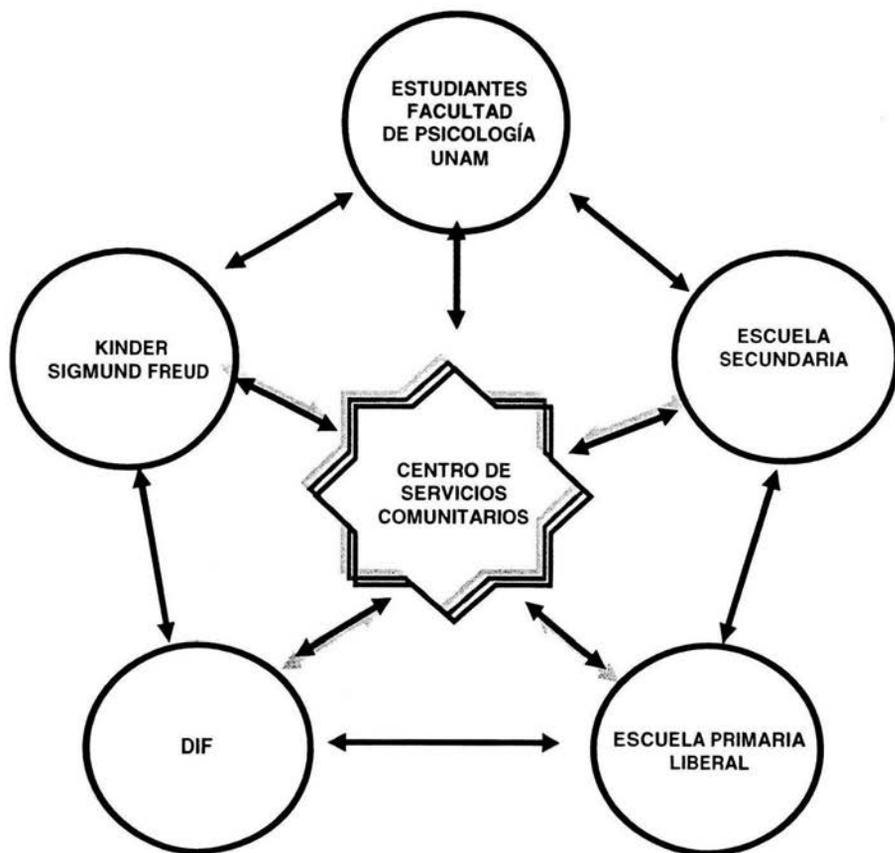 ESTUDIANTES
FACULTAD
DE PSICOLOGÍA
UNAM
KINDER
SIGMUND FREUD
ESCUELA
SECUNDARIA
CENTRO DE
SERVICIOS
COMUNITARIOS
DIF
ESCUELA PRIMARIA
LIBERAL